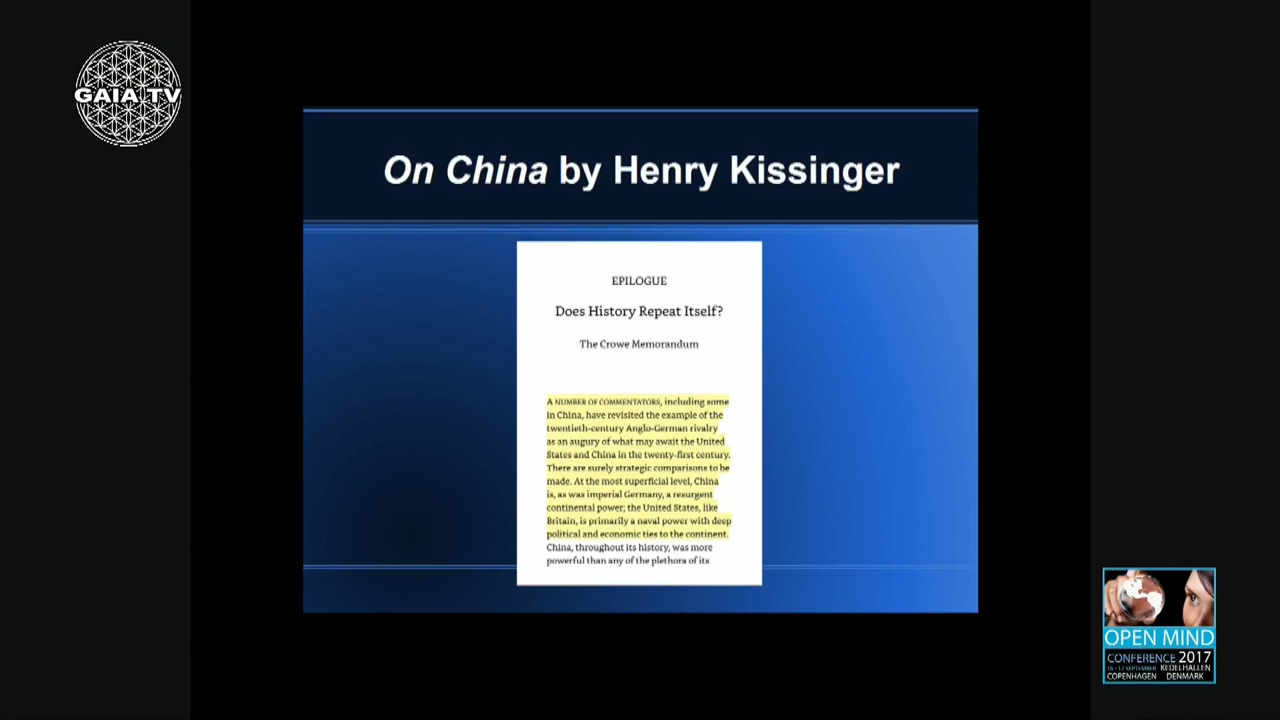 GAIA TV
On China by Henry Kissinger
EPILOGUE
Does History Repeat Itself?
The Crowe Memorandum
A NUMBER OF COMMENTATORS, including some
in China, have revisited the example of the
twentieth-century Anglo-German rivalry
as an augury of what may await the United
States and China in the twenty-first century.
There are surely strategic comparisons to be
made. At the most superficial level, China
is, as was imperial Germany, a resurgent
continental power; the United States, like
Britain, is primarily a naval power with deep
political and economic ties to the continent.
China, throughout its history, was more
powerful than any of the plethora of its
OPEN MIND
CONFERENCE 2017
16 - 17 SEPTEMBER KEDELHALLEN
COPENHAGEN DENMARK